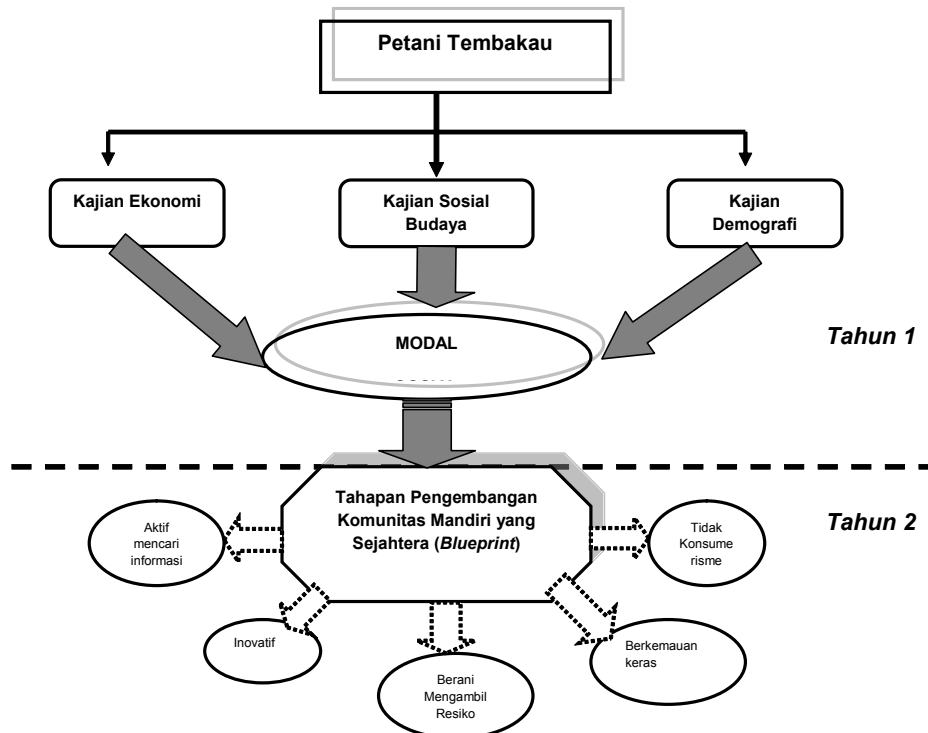 Petani Tembakau
Kajian Ekonomi
Kajian Sosial
Budaya
Kajian
Demografi
MODAL
Tahun 1
Tahapan Pengembangan
Komunitas Mandiri yang
Sejahtera (Blueprint)
Tahun 2
Aktif
mencari
informasi
Tidak
Konsume
risme
Inovatif
Berkemauan
keras
Berani
Mengambil
Resiko